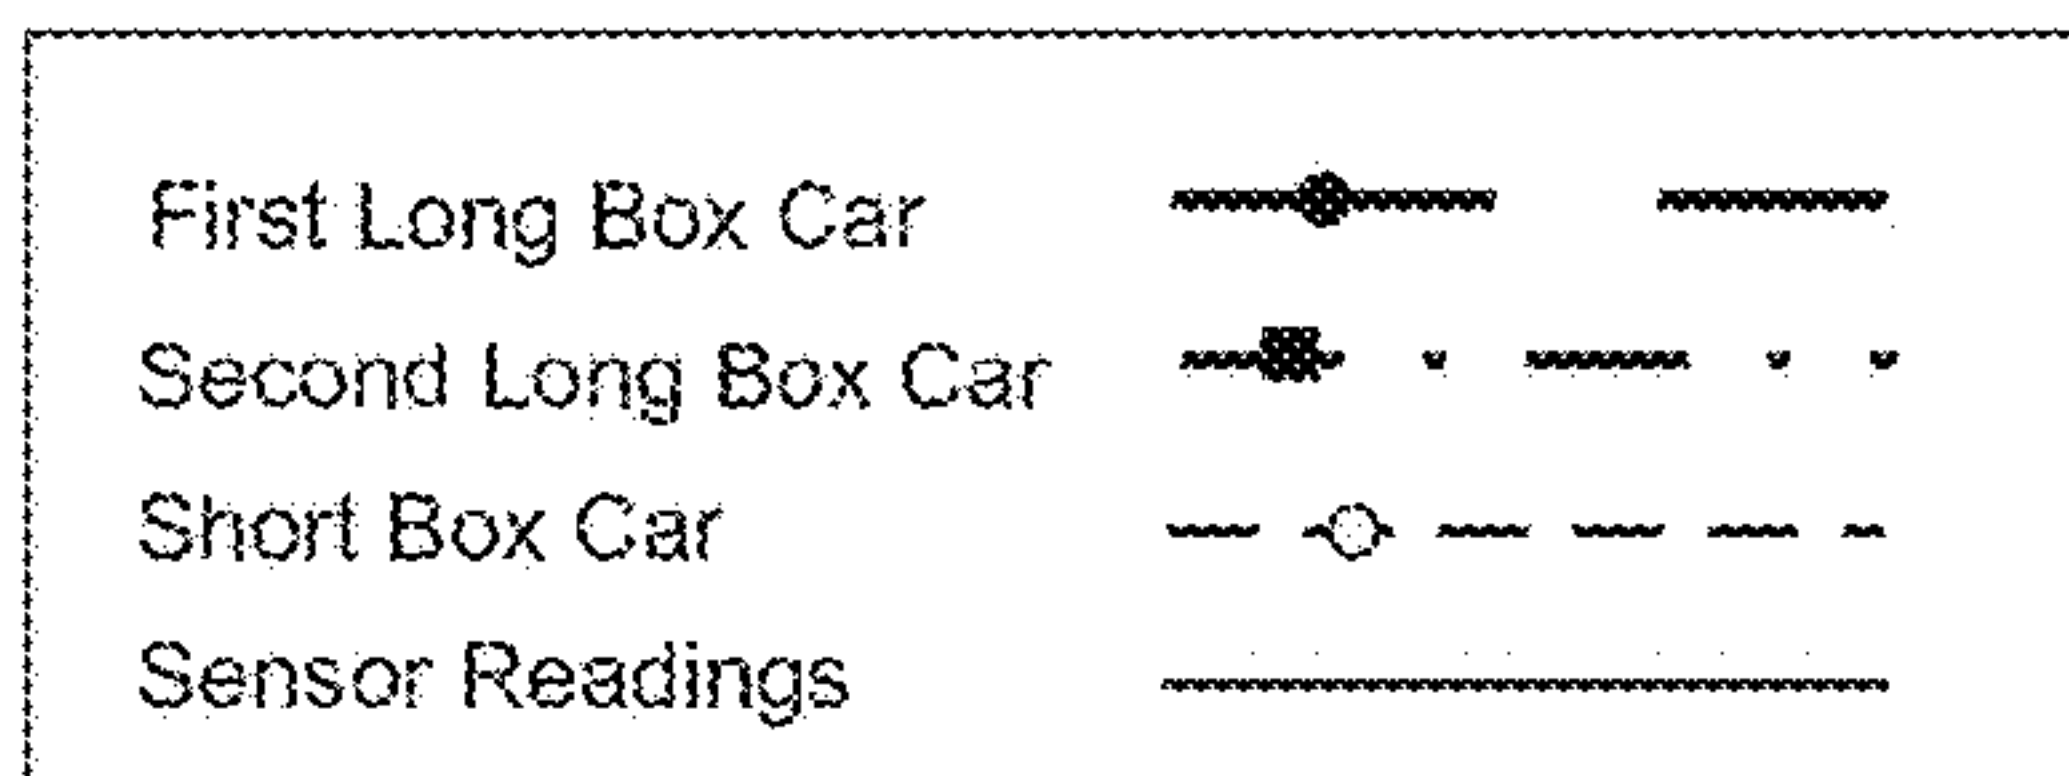 First Long Box Car
Second Long Box Car
Short Box Car
Sensor Readings